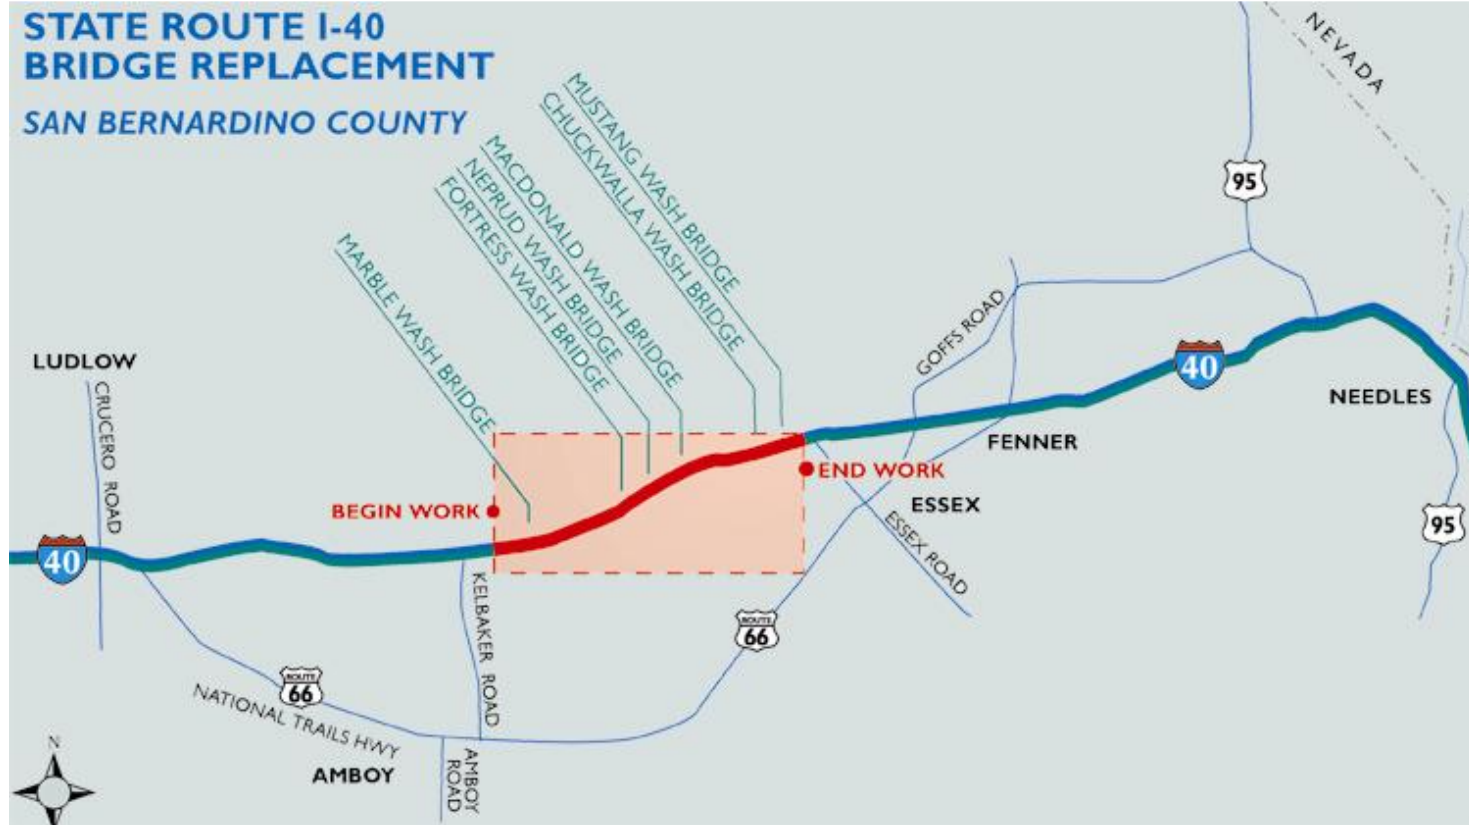 STATE ROUTE I-40
BRIDGE REPLACEMENT
SAN BERNARDINO COUNTY
NEVADA
MUSTANG WASH BRIDGE
CHUCKWALLA WASH BRIDGE
MACDONALD WASH BRIDGE
NEPRUD WASH BRIDGE
FORTRESS WASH BRIDGE
MARBLE WASH BRIDGE
95
GOFFS ROAD
LUDLOW
CRUCERO ROAD
40
NEEDLES
FENNER
END WORK
BEGIN WORK
ESSEX
ESSEX ROAD
95
40
KELBAKER ROAD
ROUTE
66
ROUTE
66
NATIONAL TRAILS HWY
AMBOY
AMBOY
ROAD
N